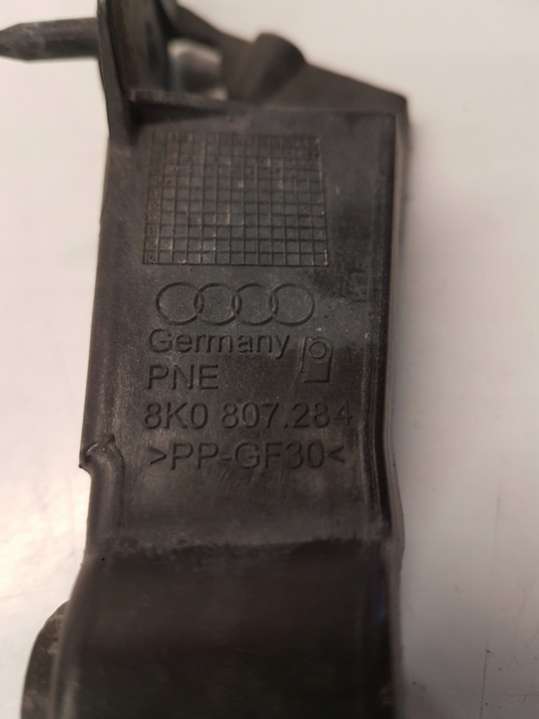 Germany
PNE
8K0 807.284
>PP-GF30<